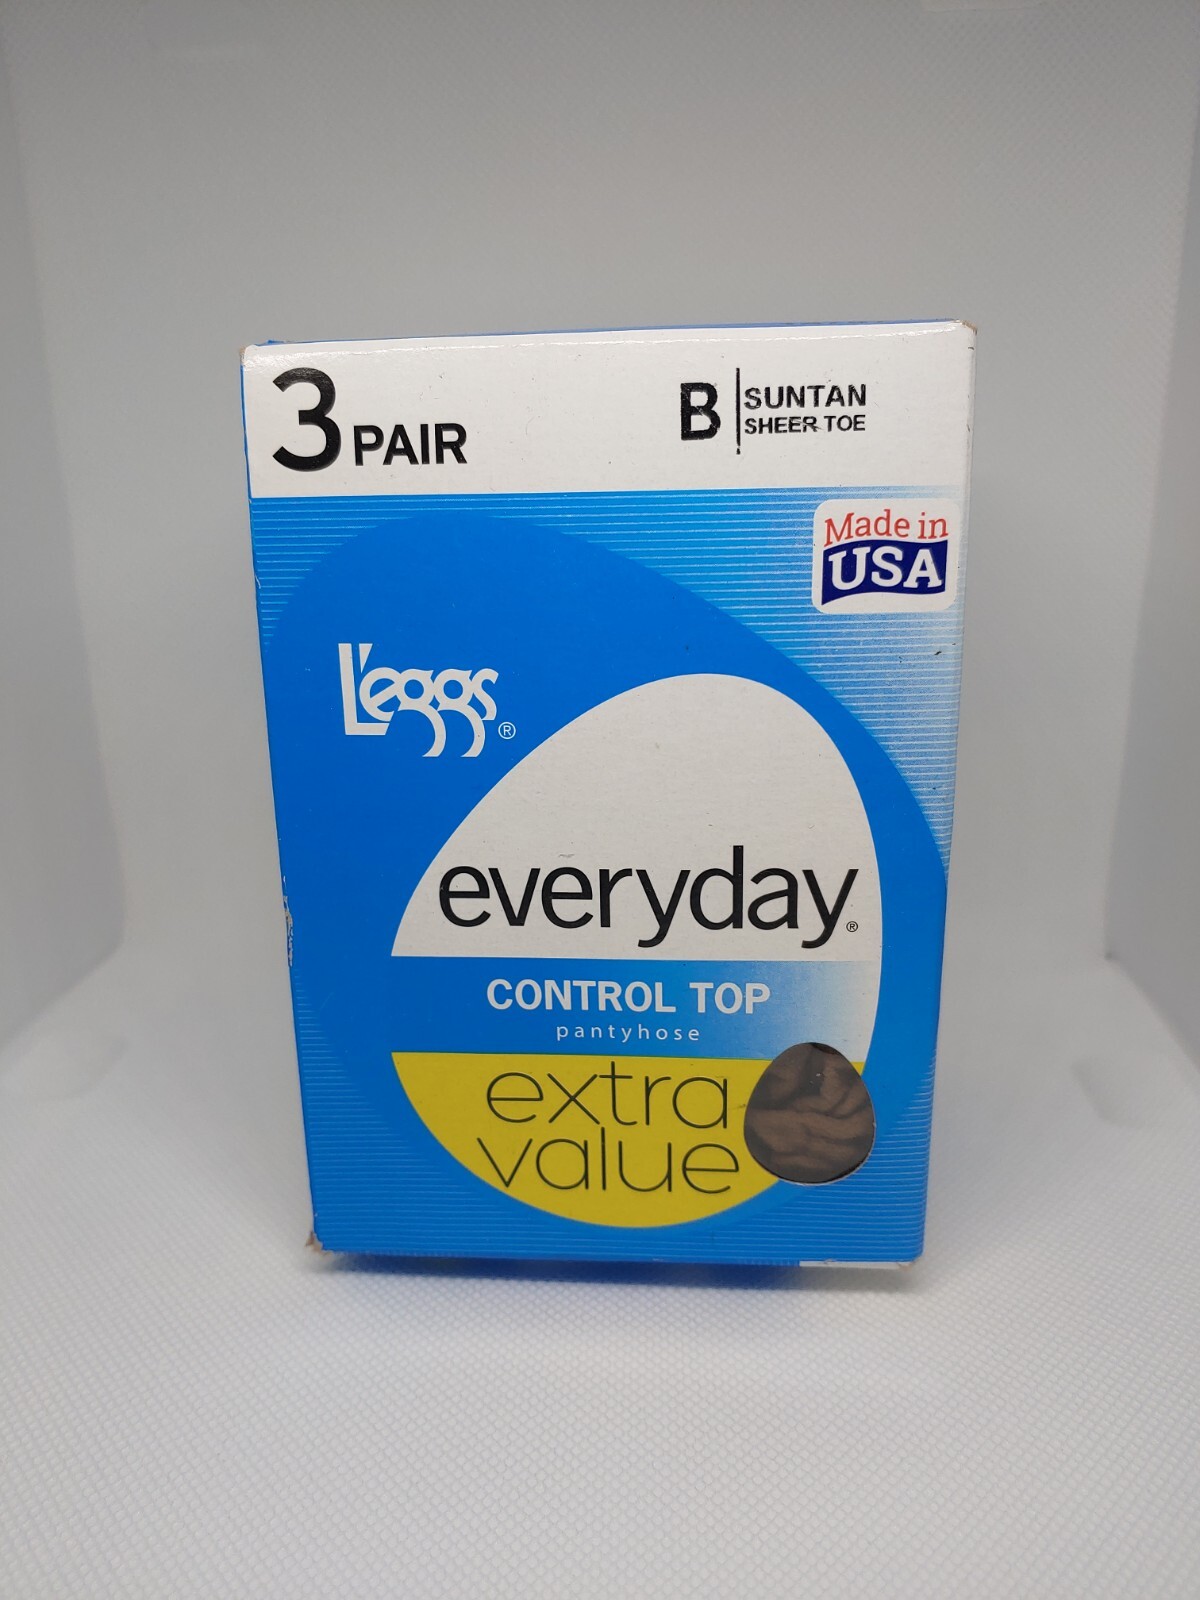 3 PAIR
B
SUNTAN
SHEER TOE
Made in
USA
L'eggs®
everyday®
CONTROL TOP
pantyhose
extra
value